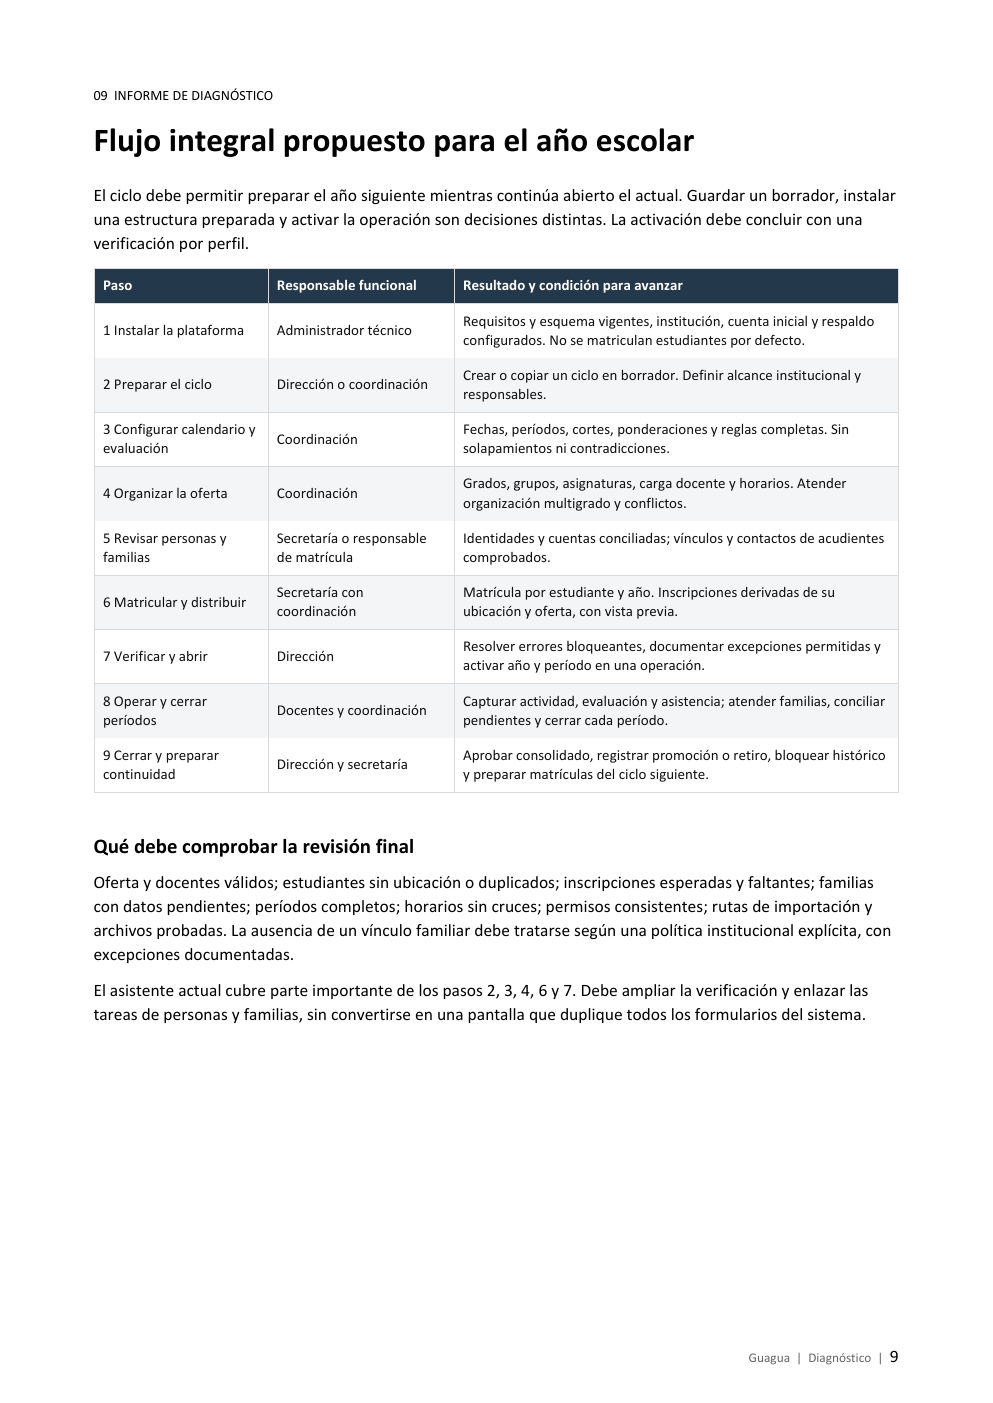 09 INFORME DE DIAGNÓSTICO
Flujo integral propuesto para el año escolar
El ciclo debe permitir preparar el año siguiente mientras continúa abierto el actual. Guardar un borrador, instalar
una estructura preparada y activar la operación son decisiones distintas. La activación debe concluir con una
verificación por perfil.
Paso
Responsable funcional
Resultado y condición para avanzar
1 Instalar la plataforma
Administrador técnico
Requisitos y esquema vigentes, institución, cuenta inicial y respaldo
configurados. No se matriculan estudiantes por defecto.
2 Preparar el ciclo
Dirección o coordinación
Crear o copiar un ciclo en borrador. Definir alcance institucional y
responsables.
3 Configurar calendario y
evaluación
Coordinación
Fechas, períodos, cortes, ponderaciones y reglas completas. Sin
solapamientos ni contradicciones.
4 Organizar la oferta
Coordinación
Grados, grupos, asignaturas, carga docente y horarios. Atender
organización multigrado y conflictos.
5 Revisar personas y
familias
Secretaría o responsable
de matrícula
Identidades y cuentas conciliadas; vínculos y contactos de acudientes
comprobados.
6 Matricular y distribuir
Secretaría con
coordinación
Matrícula por estudiante y año. Inscripciones derivadas de su
ubicación y oferta, con vista previa.
7 Verificar y abrir
Dirección
Resolver errores bloqueantes, documentar excepciones permitidas y
activar año y período en una operación.
8 Operar y cerrar
períodos
Docentes y coordinación
Capturar actividad, evaluación y asistencia; atender familias, conciliar
pendientes y cerrar cada período.
9 Cerrar y preparar
continuidad
Dirección y secretaría
Aprobar consolidado, registrar promoción o retiro, bloquear histórico
y preparar matrículas del ciclo siguiente.
Qué debe comprobar la revisión final
Oferta y docentes válidos; estudiantes sin ubicación o duplicados; inscripciones esperadas y faltantes; familias
con datos pendientes; períodos completos; horarios sin cruces; permisos consistentes; rutas de importación y
archivos probadas. La ausencia de un vínculo familiar debe tratarse según una política institucional explícita, con
excepciones documentadas.
El asistente actual cubre parte importante de los pasos 2, 3, 4, 6 y 7. Debe ampliar la verificación y enlazar las
tareas de personas y familias, sin convertirse en una pantalla que duplique todos los formularios del sistema.
Guagua | Diagnóstico | 9